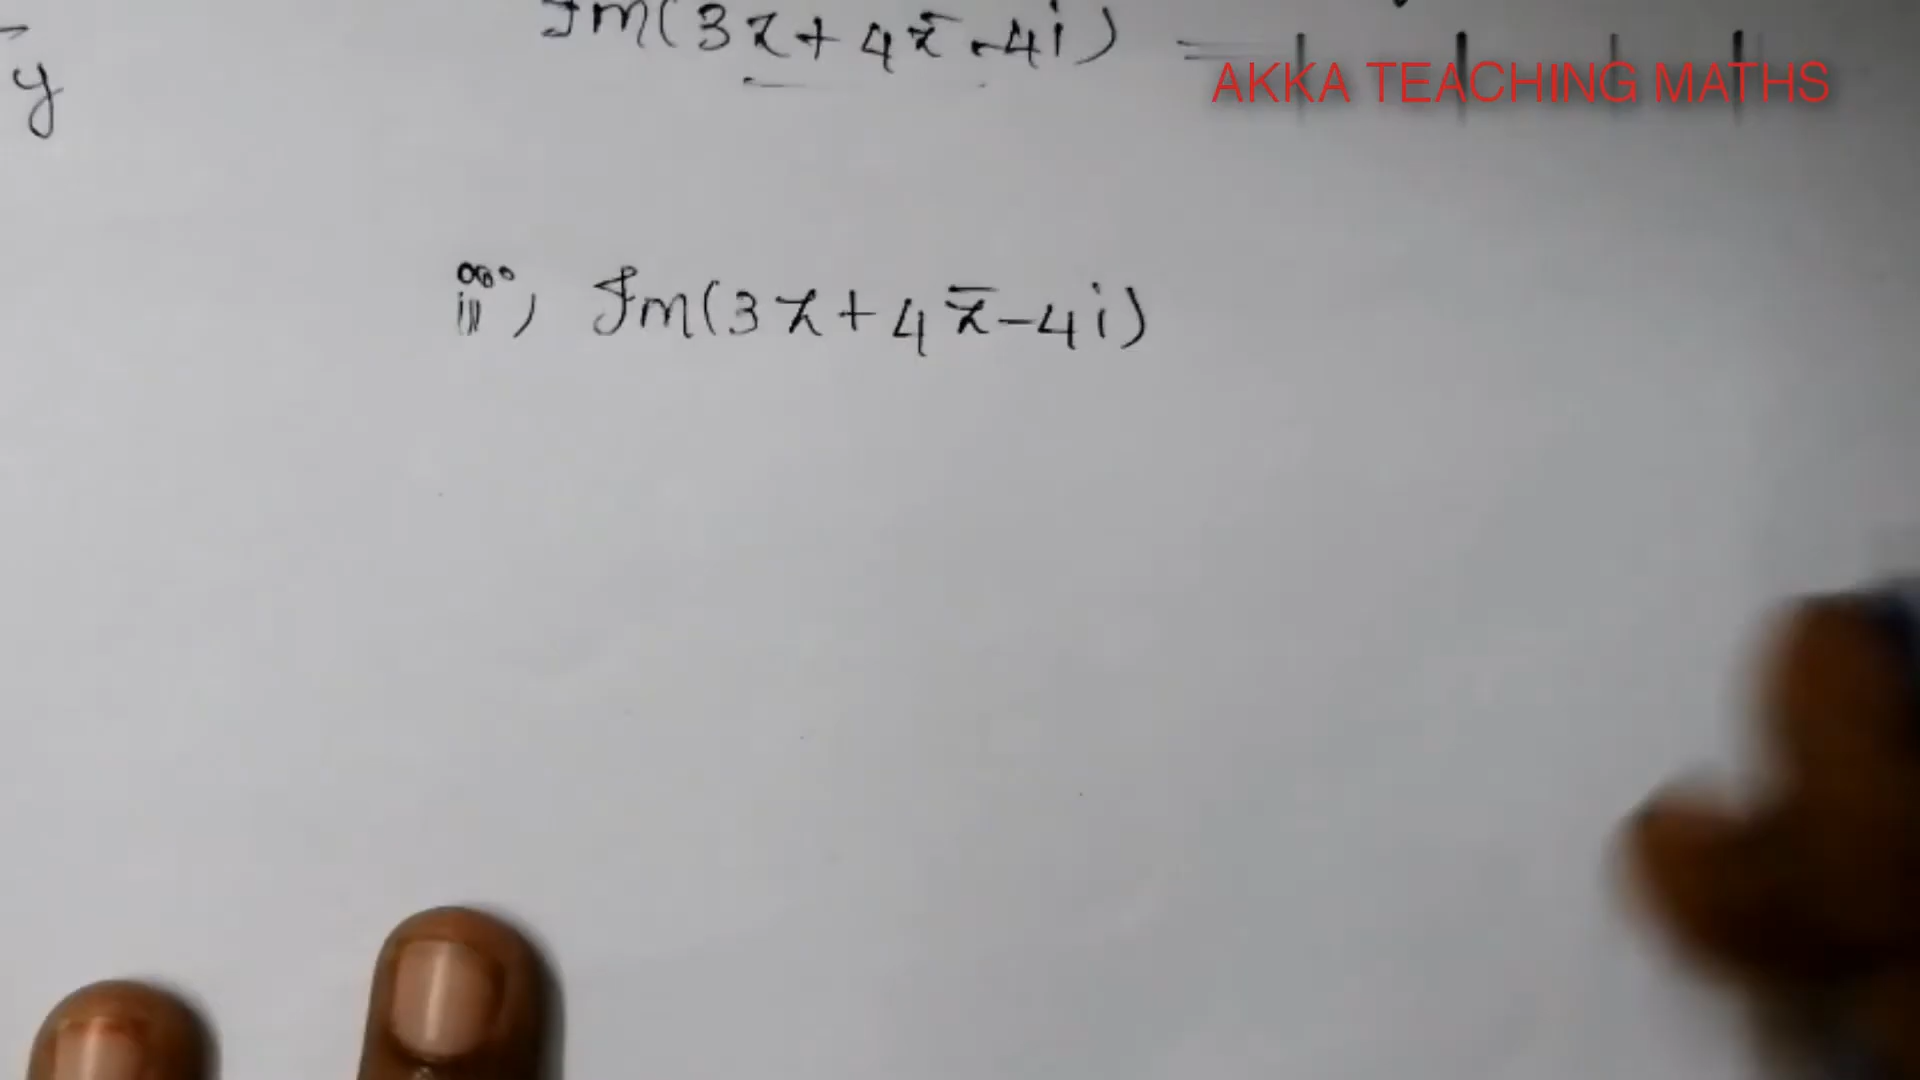 Im(3z+4z̄-4i) =
AKKA TEACHING MATHS
y
iii) Im(3z+4z̄-4i)